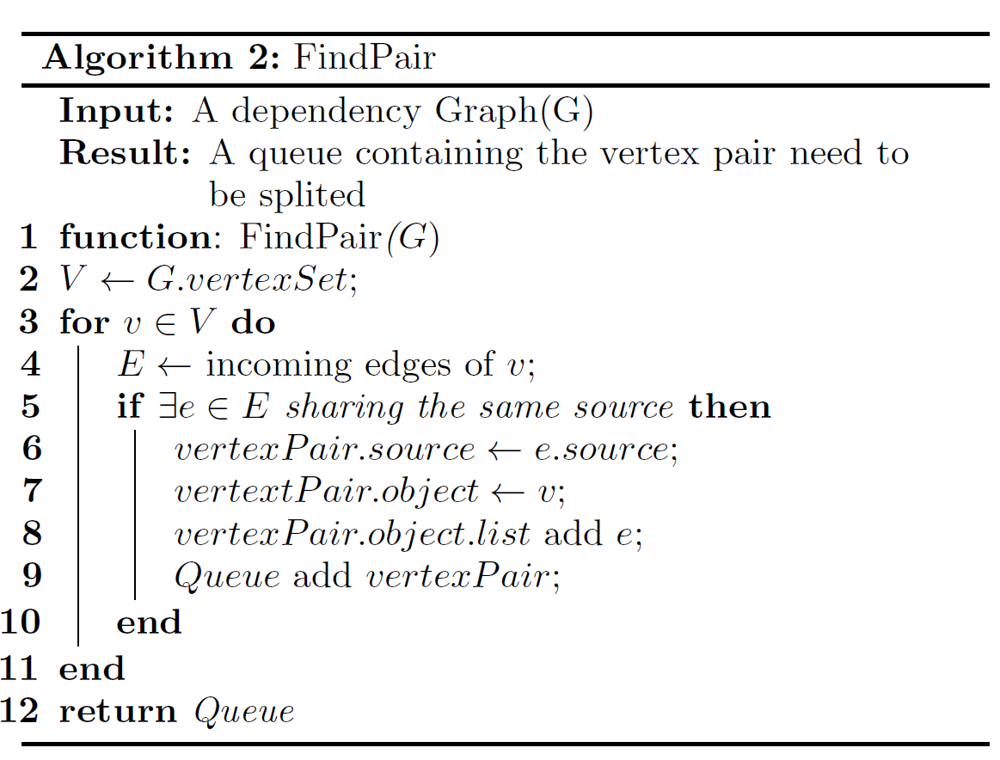 Algorithm 2: FindPair
Input: A dependency Graph(G)
Result: A queue containing the vertex pair need to
be splited
1 function: FindPair(G)
2 V ← G.vertexSet;
3 for v ∈ V do
4 E ← incoming edges of v;
5 if ∃e ∈ E sharing the same source then
6 vertexPair.source ← e.source;
7 vertextPair.object ← v;
8 vertexPair.object.list add e;
9 Queue add vertexPair;
10 end
11 end
12 return Queue